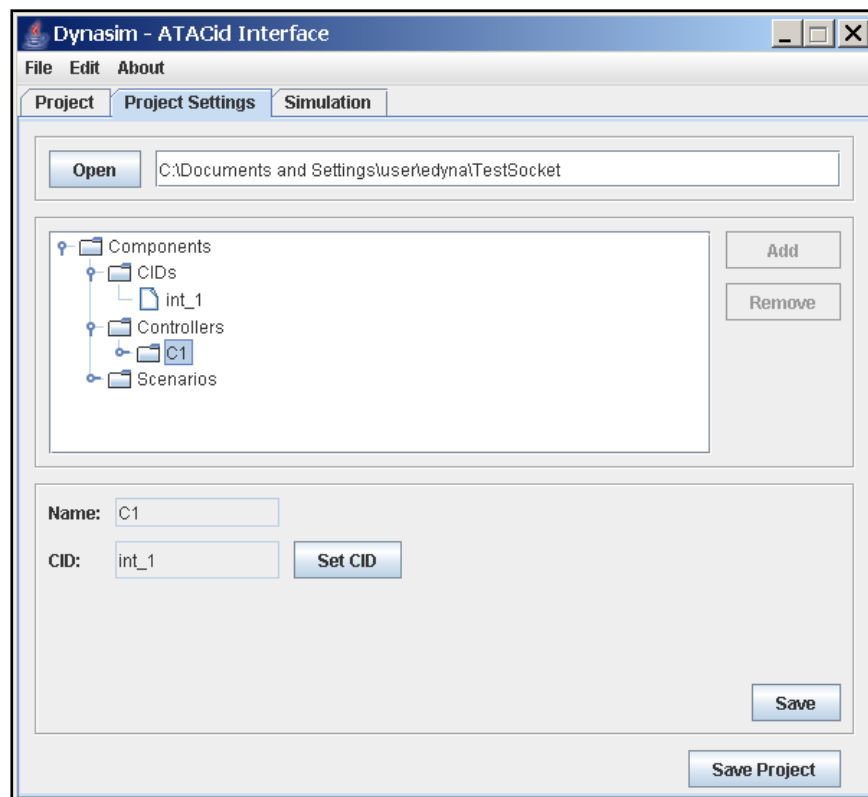 Dynasim - ATACid Interface
File Edit About
Project Project Settings Simulation
Open C:\Documents and Settings\user\edyna\TestSocket
Components
CIDs
int_1
Controllers
C1
Scenarios
Add
Remove
Name: C1
CID: int_1 Set CID
Save
Save Project